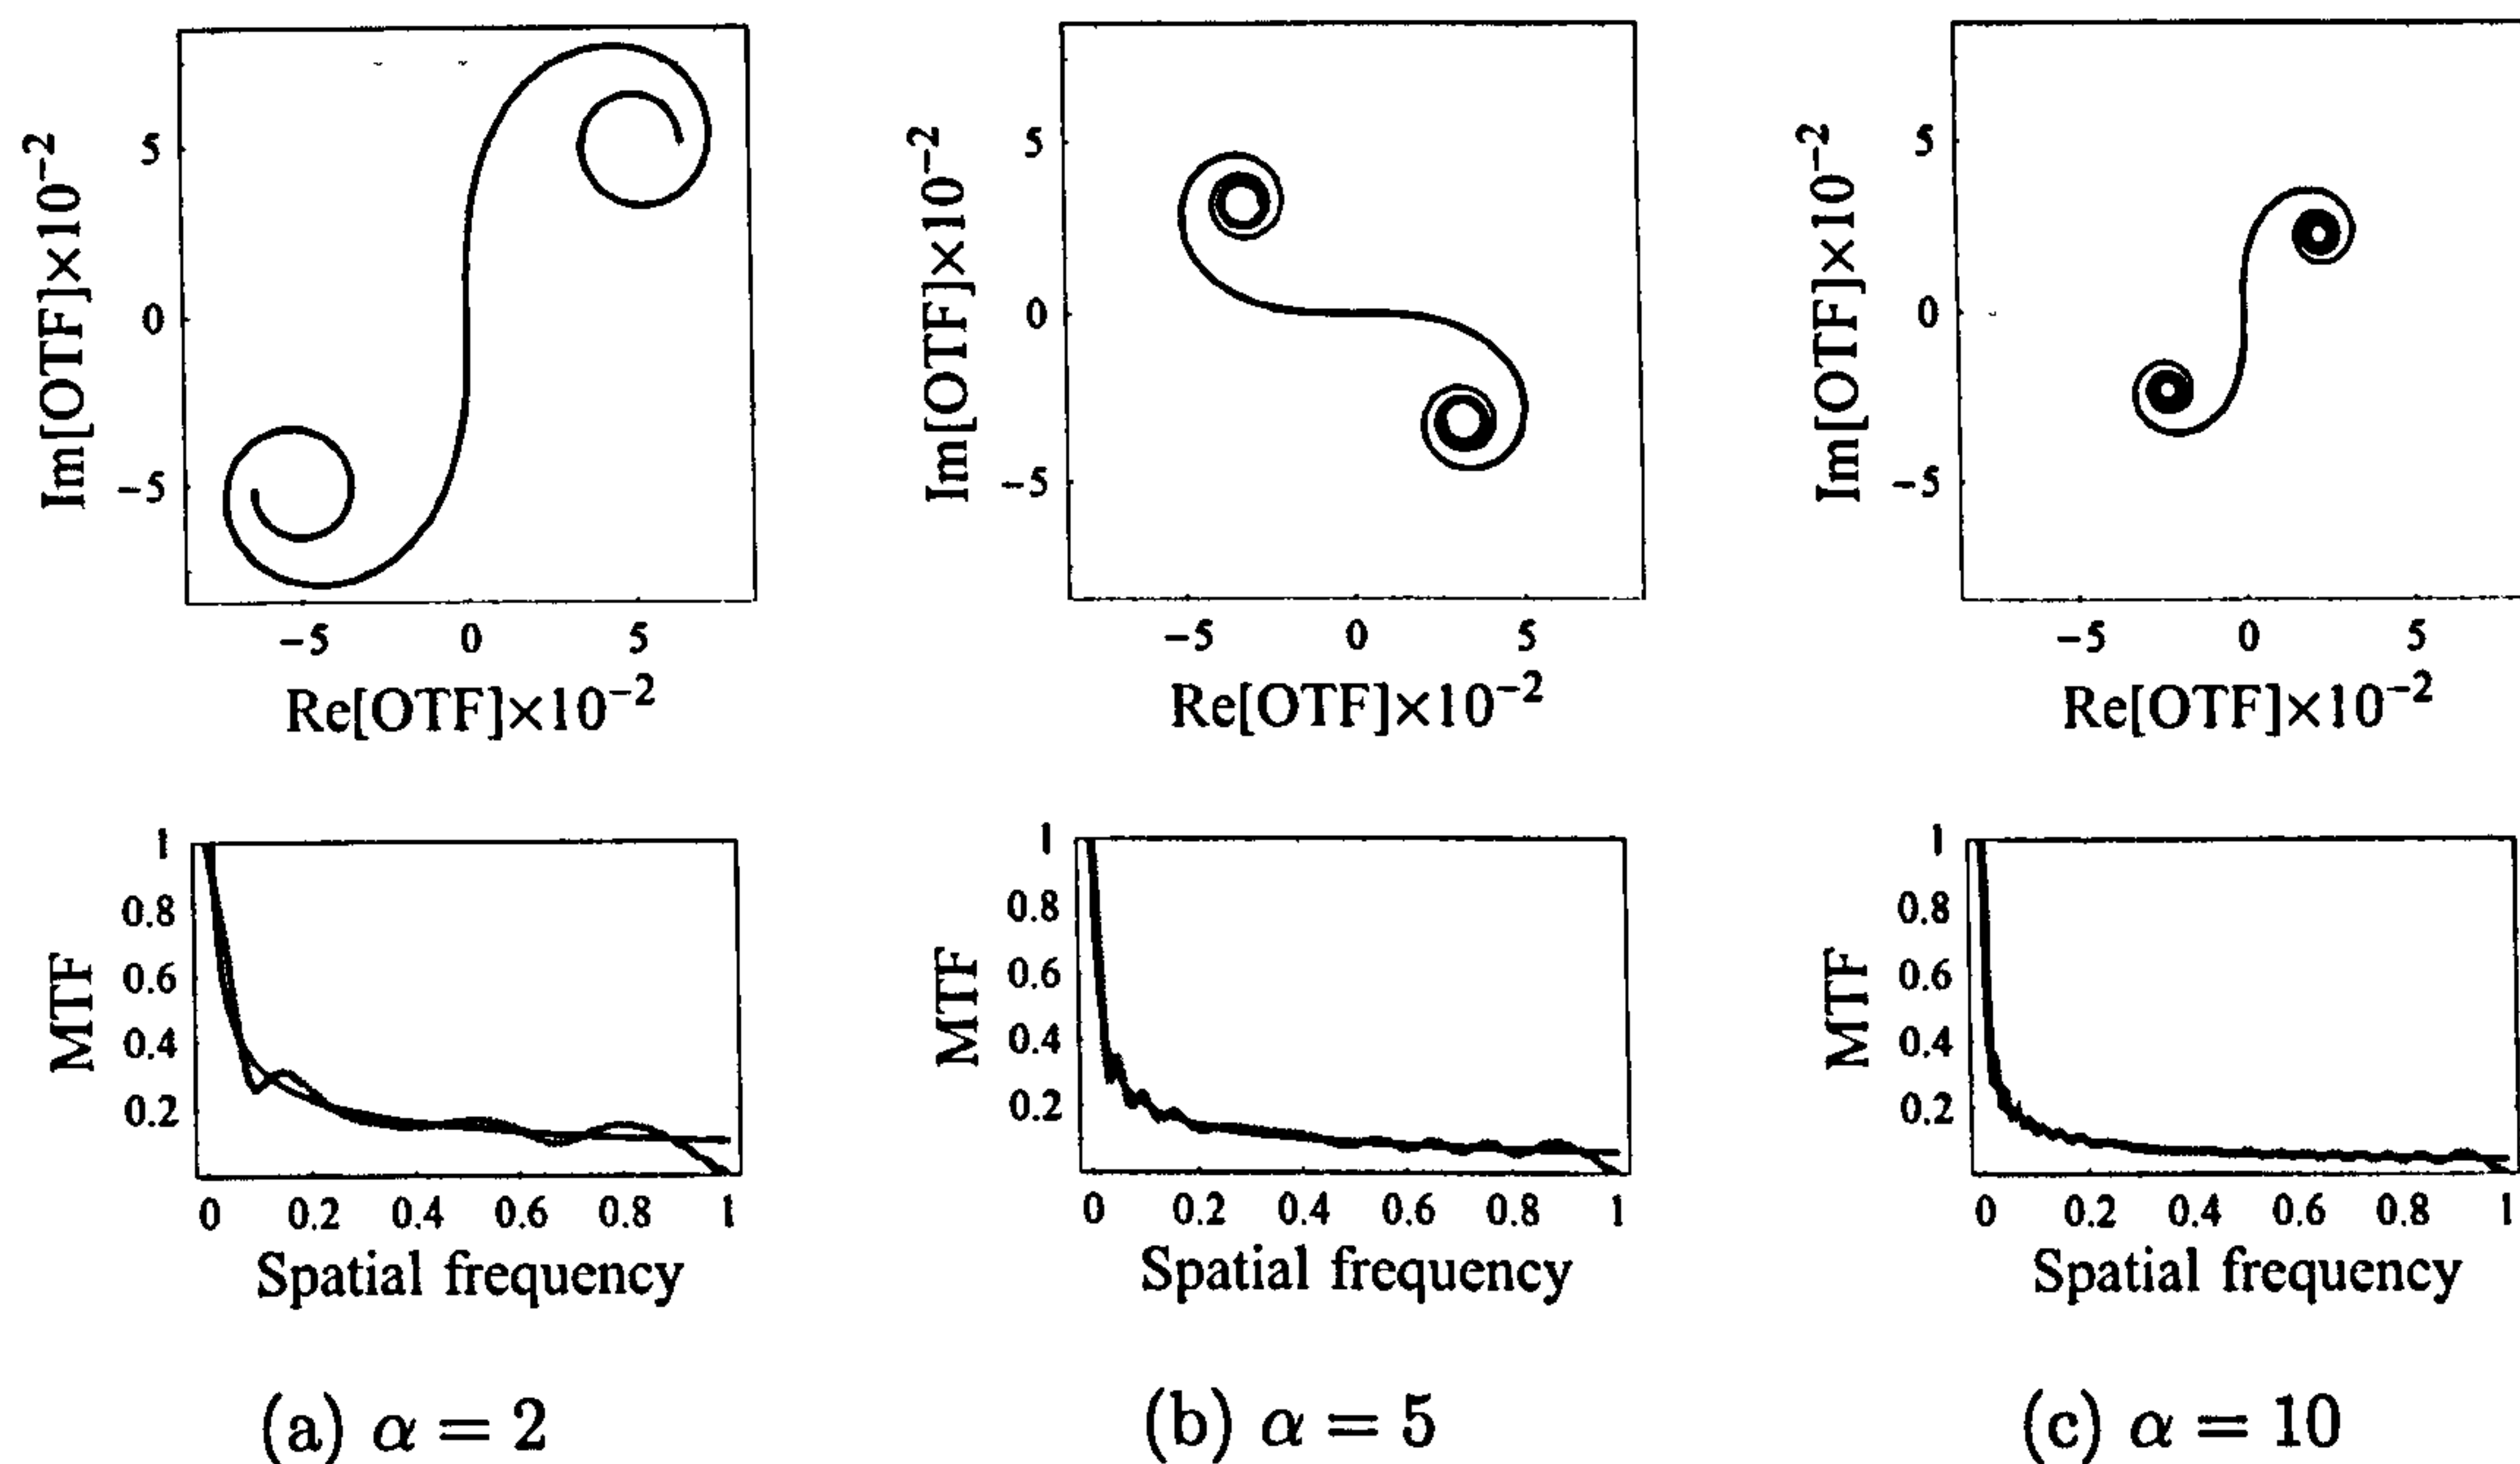 Im[OTF]×10⁻²
5
0
−5
−5 0 5
Re[OTF]×10⁻²
Im[OTF]×10⁻²
5
0
−5
−5 0 5
Re[OTF]×10⁻²
Im[OTF]×10⁻²
5
0
−5
−5 0 5
Re[OTF]×10⁻²
MTF
1
0.8
0.6
0.4
0.2
0 0.2 0.4 0.6 0.8 1
Spatial frequency
MTF
1
0.8
0.6
0.4
0.2
0 0.2 0.4 0.6 0.8 1
Spatial frequency
MTF
1
0.8
0.6
0.4
0.2
0 0.2 0.4 0.6 0.8 1
Spatial frequency
(a) α = 2
(b) α = 5
(c) α = 10